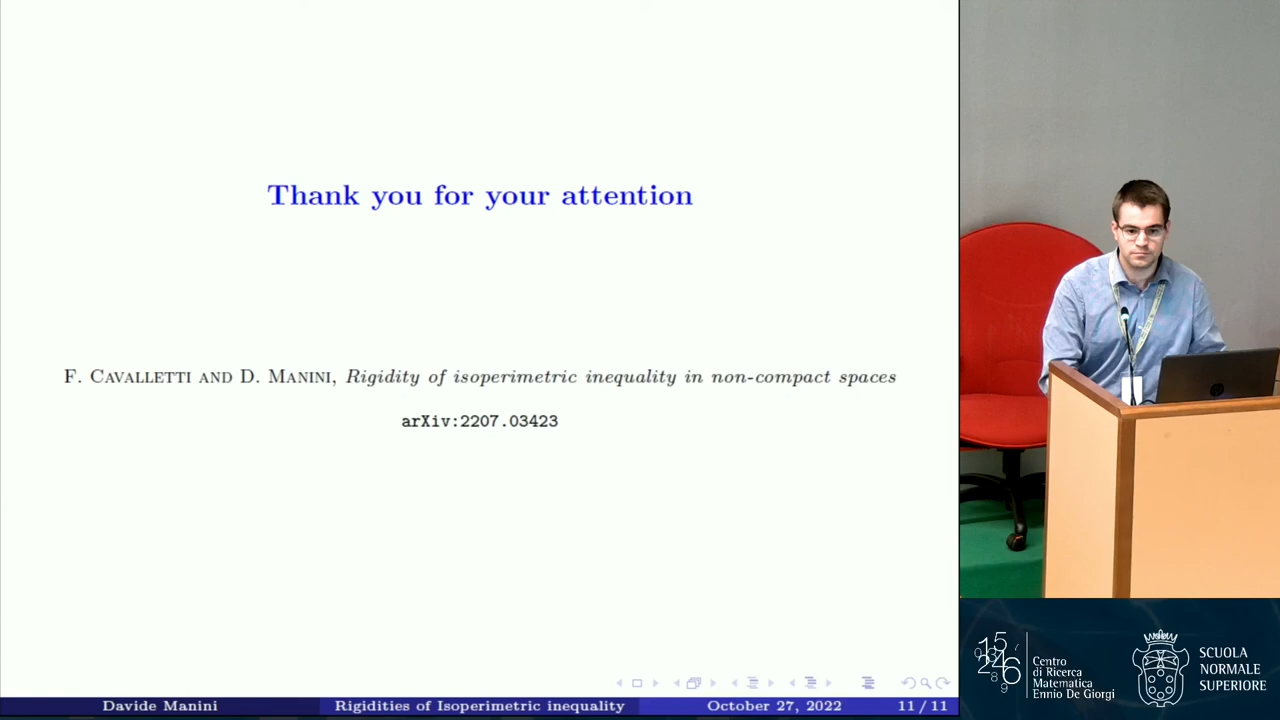 Thank you for your attention
F. CAVALLETTI AND D. MANINI, Rigidity of isoperimetric inequality in non-compact spaces
arXiv:2207.03423
Davide Manini Rigidities of Isoperimetric inequality October 27, 2022 11 / 11
Centro
di Ricerca
Matematica
Ennio De Giorgi
SCUOLA
NORMALE
SUPERIORE